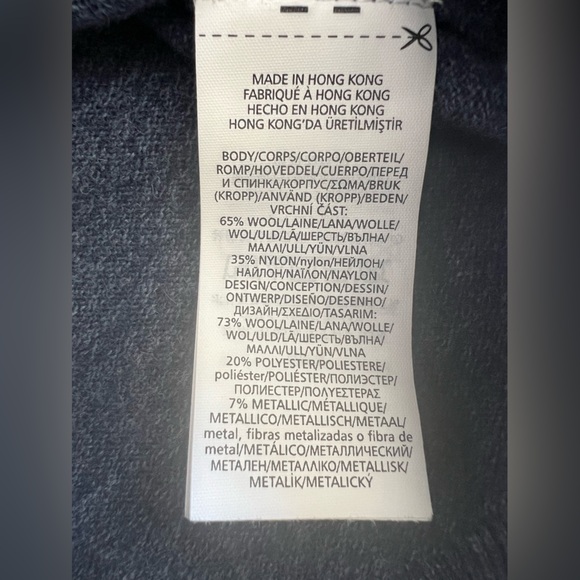 MADE IN HONG KONG
FABRIQUÉ À HONG KONG
HECHO EN HONG KONG
HONG KONG'DA ÜRETİLMİŞTİR
BODY/CORPS/CORPO/OBERTEIL/
ROMP/HOVEDDEL/CUERPO/ПЕРЕД
И СПИНКА/КОРПУС/ΣΩΜΑ/BRUK
(KROPP)/ANVÄND (KROPP)/BEDEN/
VRCHNÍ ČÁST:
65% WOOL/LAINE/LANA/WOLLE/
WOL/ULD/LÃ/ШЕРСТЬ/ВЪЛНА/
ΜΑΛΛΙ/ULL/YÜN/VLNA
35% NYLON/nylon/НЕЙЛОН/
НАЙЛОН/ΝΑΪΛΟΝ/NAYLON
DESIGN/CONCEPTION/DESSIN/
ONTWERP/DISEÑO/DESENHO/
ДИЗАЙН/ΣΧΕΔΙΟ/TASARIM:
73% WOOL/LAINE/LANA/WOLLE/
WOL/ULD/LÃ/ШЕРСТЬ/ВЪЛНА/
ΜΑΛΛΙ/ULL/YÜN/VLNA
20% POLYESTER/POLIESTERE/
poliéster/POLIÉSTER/ПОЛИЭСТЕР/
ПОЛИЕСТЕР/ΠΟΛΥΕΣΤΕΡΑΣ
7% METALLIC/MÉTALLIQUE/
METALLICO/METALLISCH/METAAL/
metal, fibras metalizadas o fibra de
metal/METÁLICO/МЕТАЛЛИЧЕСКИЙ/
МЕТАЛЕН/ΜΕΤΑΛΛΙΚΟ/METALLISK/
METALİK/METALICKÝ